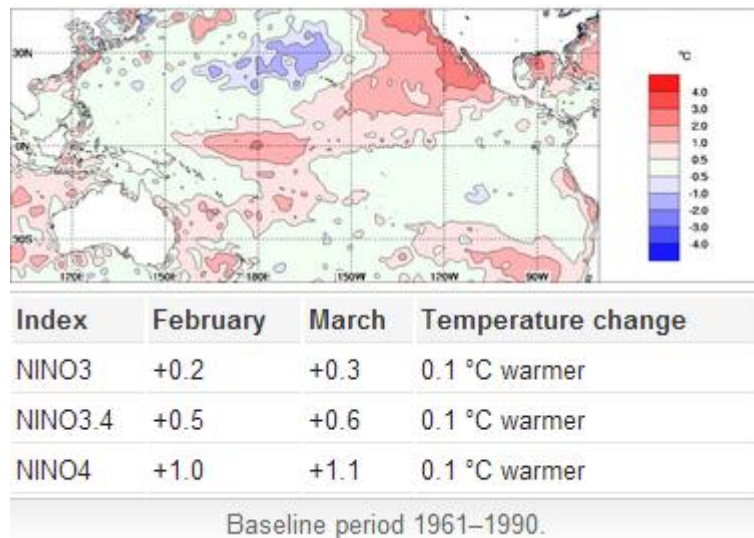 °C
30N
0N
30S
120E
150E
180E
150W
120W
90W
4.0
3.0
2.0
1.0
0.5
-0.5
-1.0
-2.0
-3.0
-4.0
Index February March Temperature change
NINO3 +0.2 +0.3 0.1 °C warmer
NINO3.4 +0.5 +0.6 0.1 °C warmer
NINO4 +1.0 +1.1 0.1 °C warmer
Baseline period 1961–1990.